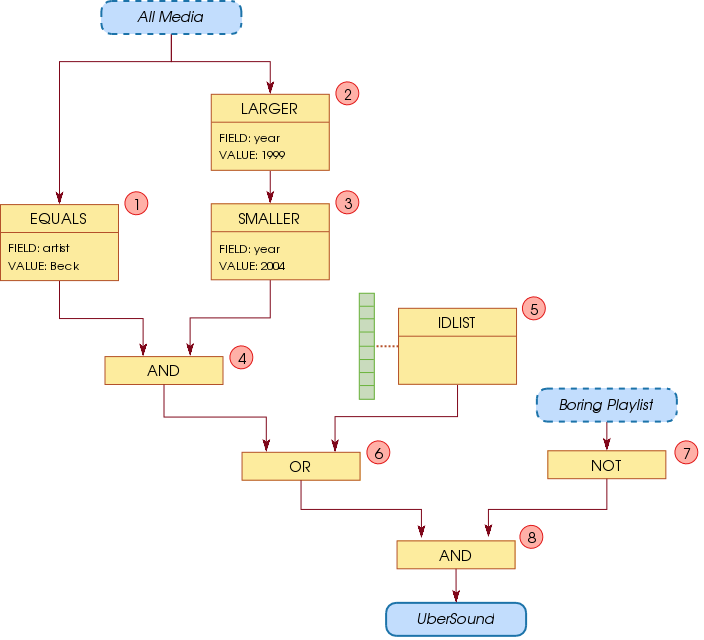 All Media
2
LARGER
FIELD: year
VALUE: 1999
1
3
EQUALS
FIELD: artist
VALUE: Beck
SMALLER
FIELD: year
VALUE: 2004
5
IDLIST
4
AND
Boring Playlist
6
OR
7
NOT
8
AND
UberSound